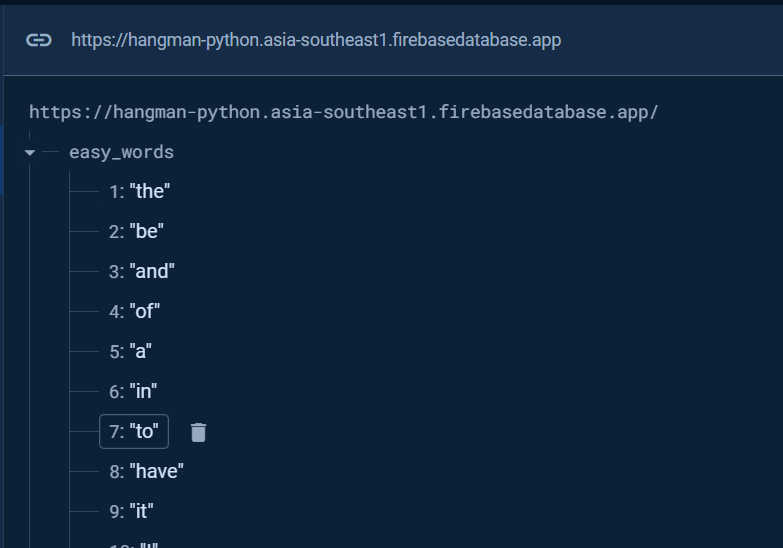 https://hangman-python.asia-southeast1.firebasedatabase.app
https://hangman-python.asia-southeast1.firebasedatabase.app/
easy_words
1: "the"
2: "be"
3: "and"
4: "of"
5: "a"
6: "in"
7: "to"
8: "have"
9: "it"